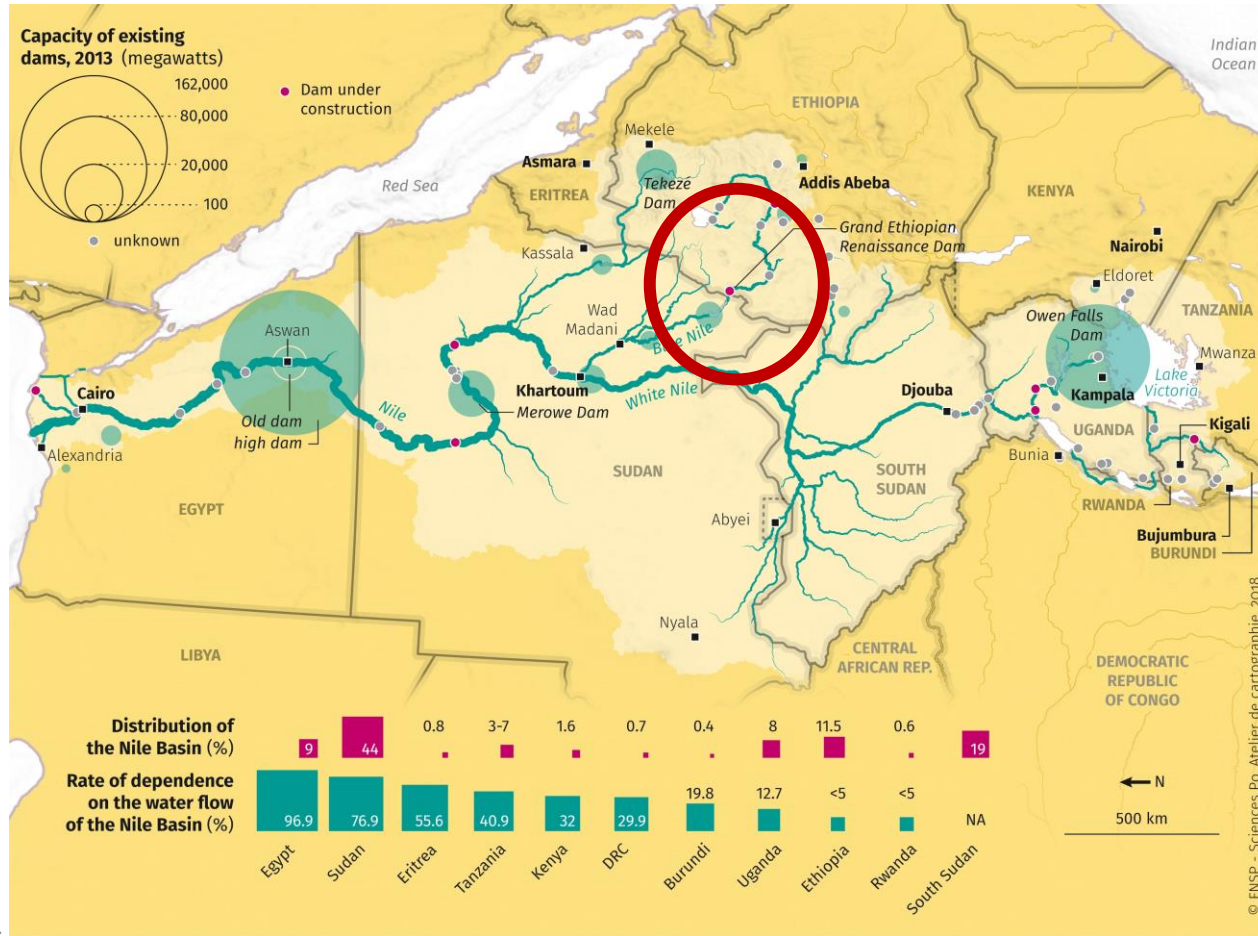 Capacity of existing
dams, 2013 (megawatts)
162,000
80,000
20,000
100
unknown
Dam under
construction
Indian
Ocean
ETHIOPIA
Mekele
Asmara
Addis Abeba
Red Sea
ERITREA
Tekezé
Dam
KENYA
Grand Ethiopian
Renaissance Dam
Nairobi
Kassala
Eldoret
Wad
Madani
TANZANIA
Owen Falls
Dam
Aswan
Blue Nile
Mwanza
Lake
Victoria
Cairo
Khartoum
White Nile
Djouba
Kampala
Nile
Merowe Dam
Old dam
high dam
Kigali
UGANDA
Alexandria
Bunia
SUDAN
SOUTH
SUDAN
EGYPT
RWANDA
Abyei
Bujumbura
BURUNDI
Nyala
LIBYA
CENTRAL
AFRICAN REP.
DEMOCRATIC
REPUBLIC
OF CONGO
Distribution of
the Nile Basin (%)
9 44 0.8 3-7 1.6 0.7 0.4 8 11.5 0.6 19
Rate of dependence
on the water flow
of the Nile Basin (%)
96.9 76.9 55.6 40.9 32 29.9 19.8 12.7 <5 <5 NA
Egypt Sudan Eritrea Tanzania Kenya DRC Burundi Uganda Ethiopia Rwanda South Sudan
N
500 km
© FNSP - Sciences Po, Atelier de cartographie, 2018